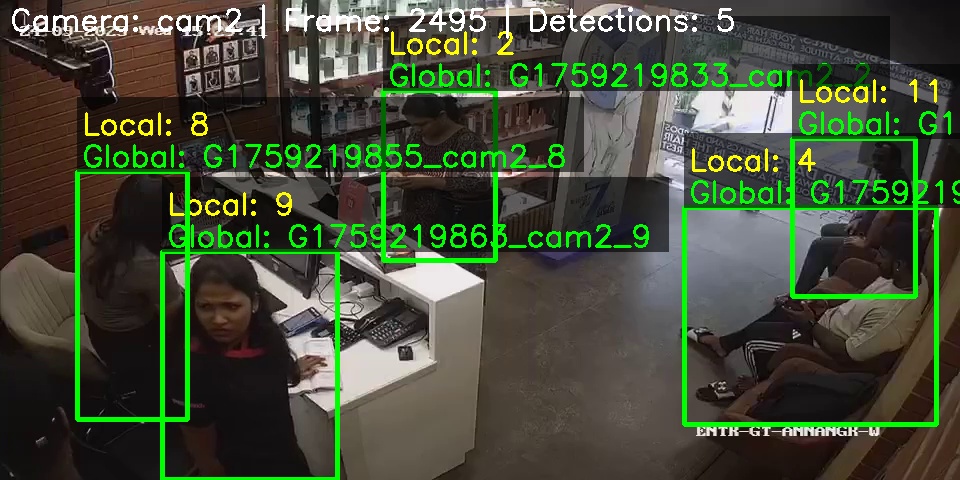 Camera: cam2 | Frame: 2495 | Detections: 5
Local: 2
Global: G1759219833_cam2_2
Local: 11
Global: G1
Local: 8
Global: G1759219855_cam2_8
Local: 4
Global: G1759219
Local: 9
Global: G1759219863_cam2_9
ENTR-GT-ANNANGR-W